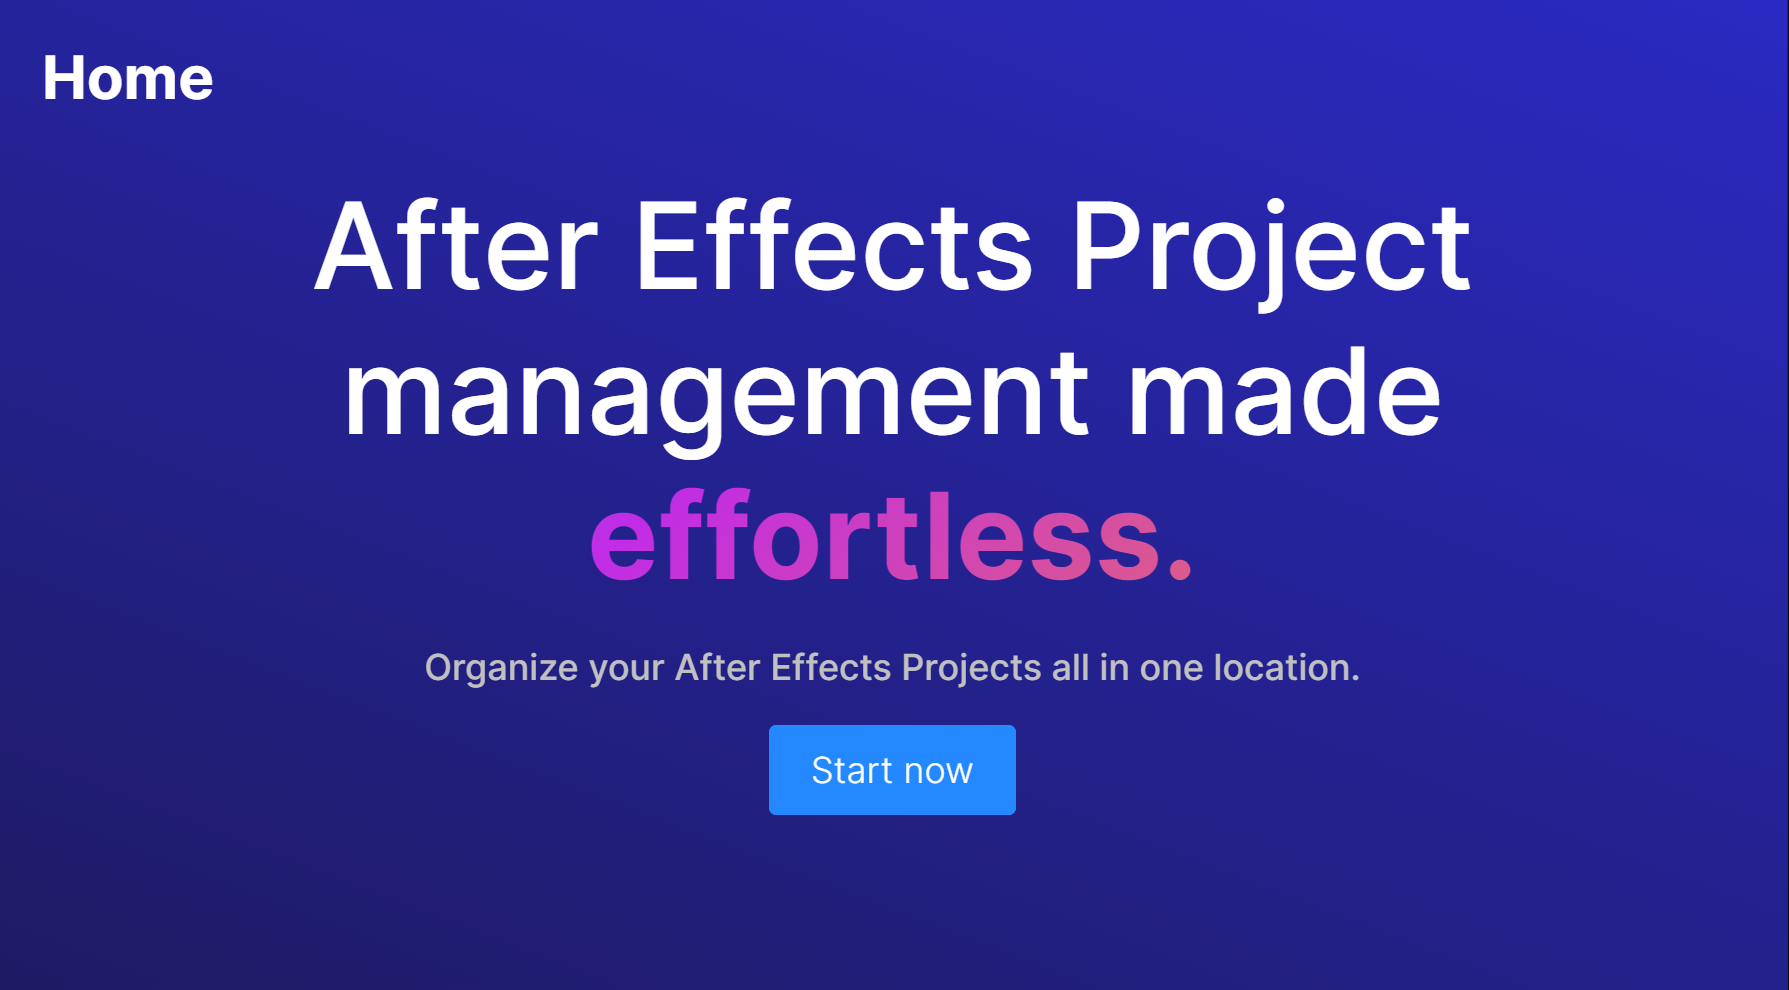 Home
After Effects Project
management made
effortless.
Organize your After Effects Projects all in one location.
Start now